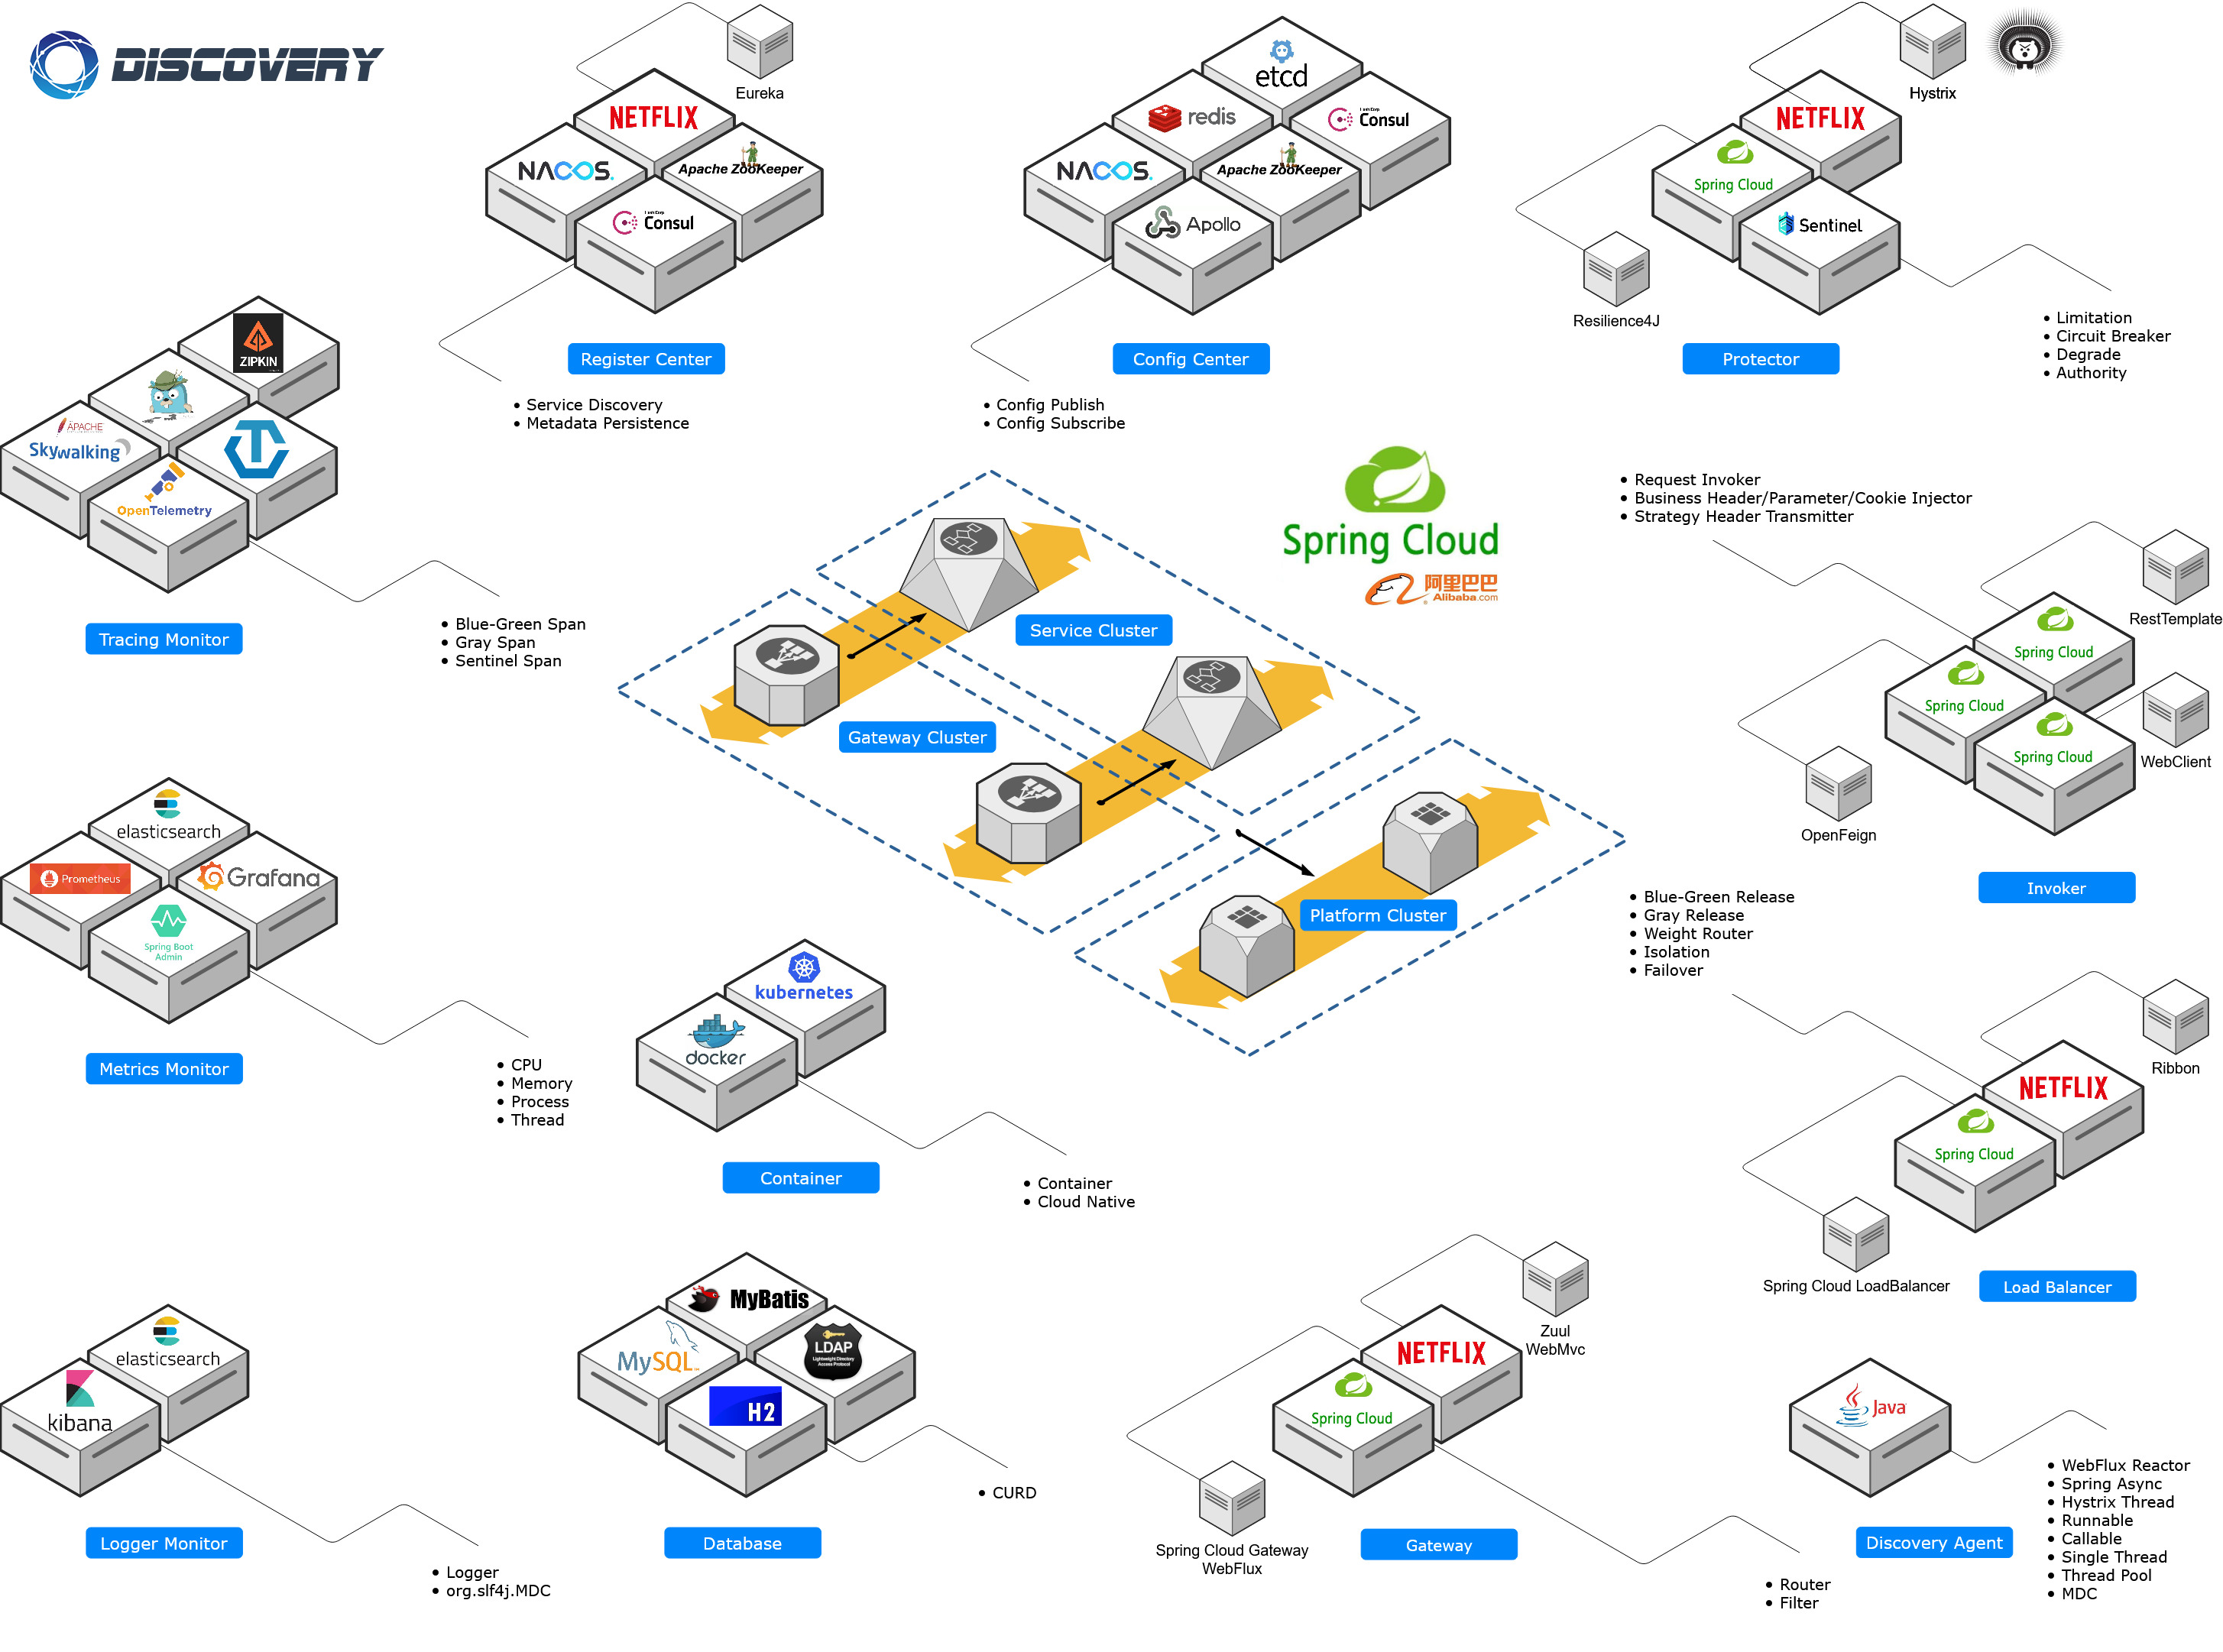 DISCOVERY
Eureka
NETFLIX
NACOS.
Apache ZooKeeper
Consul
Register Center
Service Discovery
Metadata Persistence
etcd
redis
Consul
NACOS.
Apache ZooKeeper
Apollo
Config Center
Config Publish
Config Subscribe
Hystrix
NETFLIX
Spring Cloud
Sentinel
Resilience4J
Protector
Limitation
Circuit Breaker
Degrade
Authority
ZIPKIN
APACHE
Skywalking
OpenTelemetry
Tracing Monitor
Blue-Green Span
Gray Span
Sentinel Span
Spring Cloud
阿里巴巴
Alibaba.com
Service Cluster
Gateway Cluster
Platform Cluster
Request Invoker
Business Header/Parameter/Cookie Injector
Strategy Header Transmitter
RestTemplate
Spring Cloud
Spring Cloud
Spring Cloud
WebClient
OpenFeign
Invoker
elasticsearch
Prometheus
Grafana
Spring Boot
Admin
Metrics Monitor
CPU
Memory
Process
Thread
kubernetes
docker
Container
Container
Cloud Native
Blue-Green Release
Gray Release
Weight Router
Isolation
Failover
Ribbon
NETFLIX
Spring Cloud
Spring Cloud LoadBalancer
Load Balancer
elasticsearch
kibana
Logger Monitor
Logger
org.slf4j.MDC
MyBatis
MySQL
LDAP
Lightweight Directory
Access Protocol
H2
Database
CURD
Zuul
WebMvc
NETFLIX
Spring Cloud
Spring Cloud Gateway
WebFlux
Gateway
Router
Filter
Java
Discovery Agent
WebFlux Reactor
Spring Async
Hystrix Thread
Runnable
Callable
Single Thread
Thread Pool
MDC